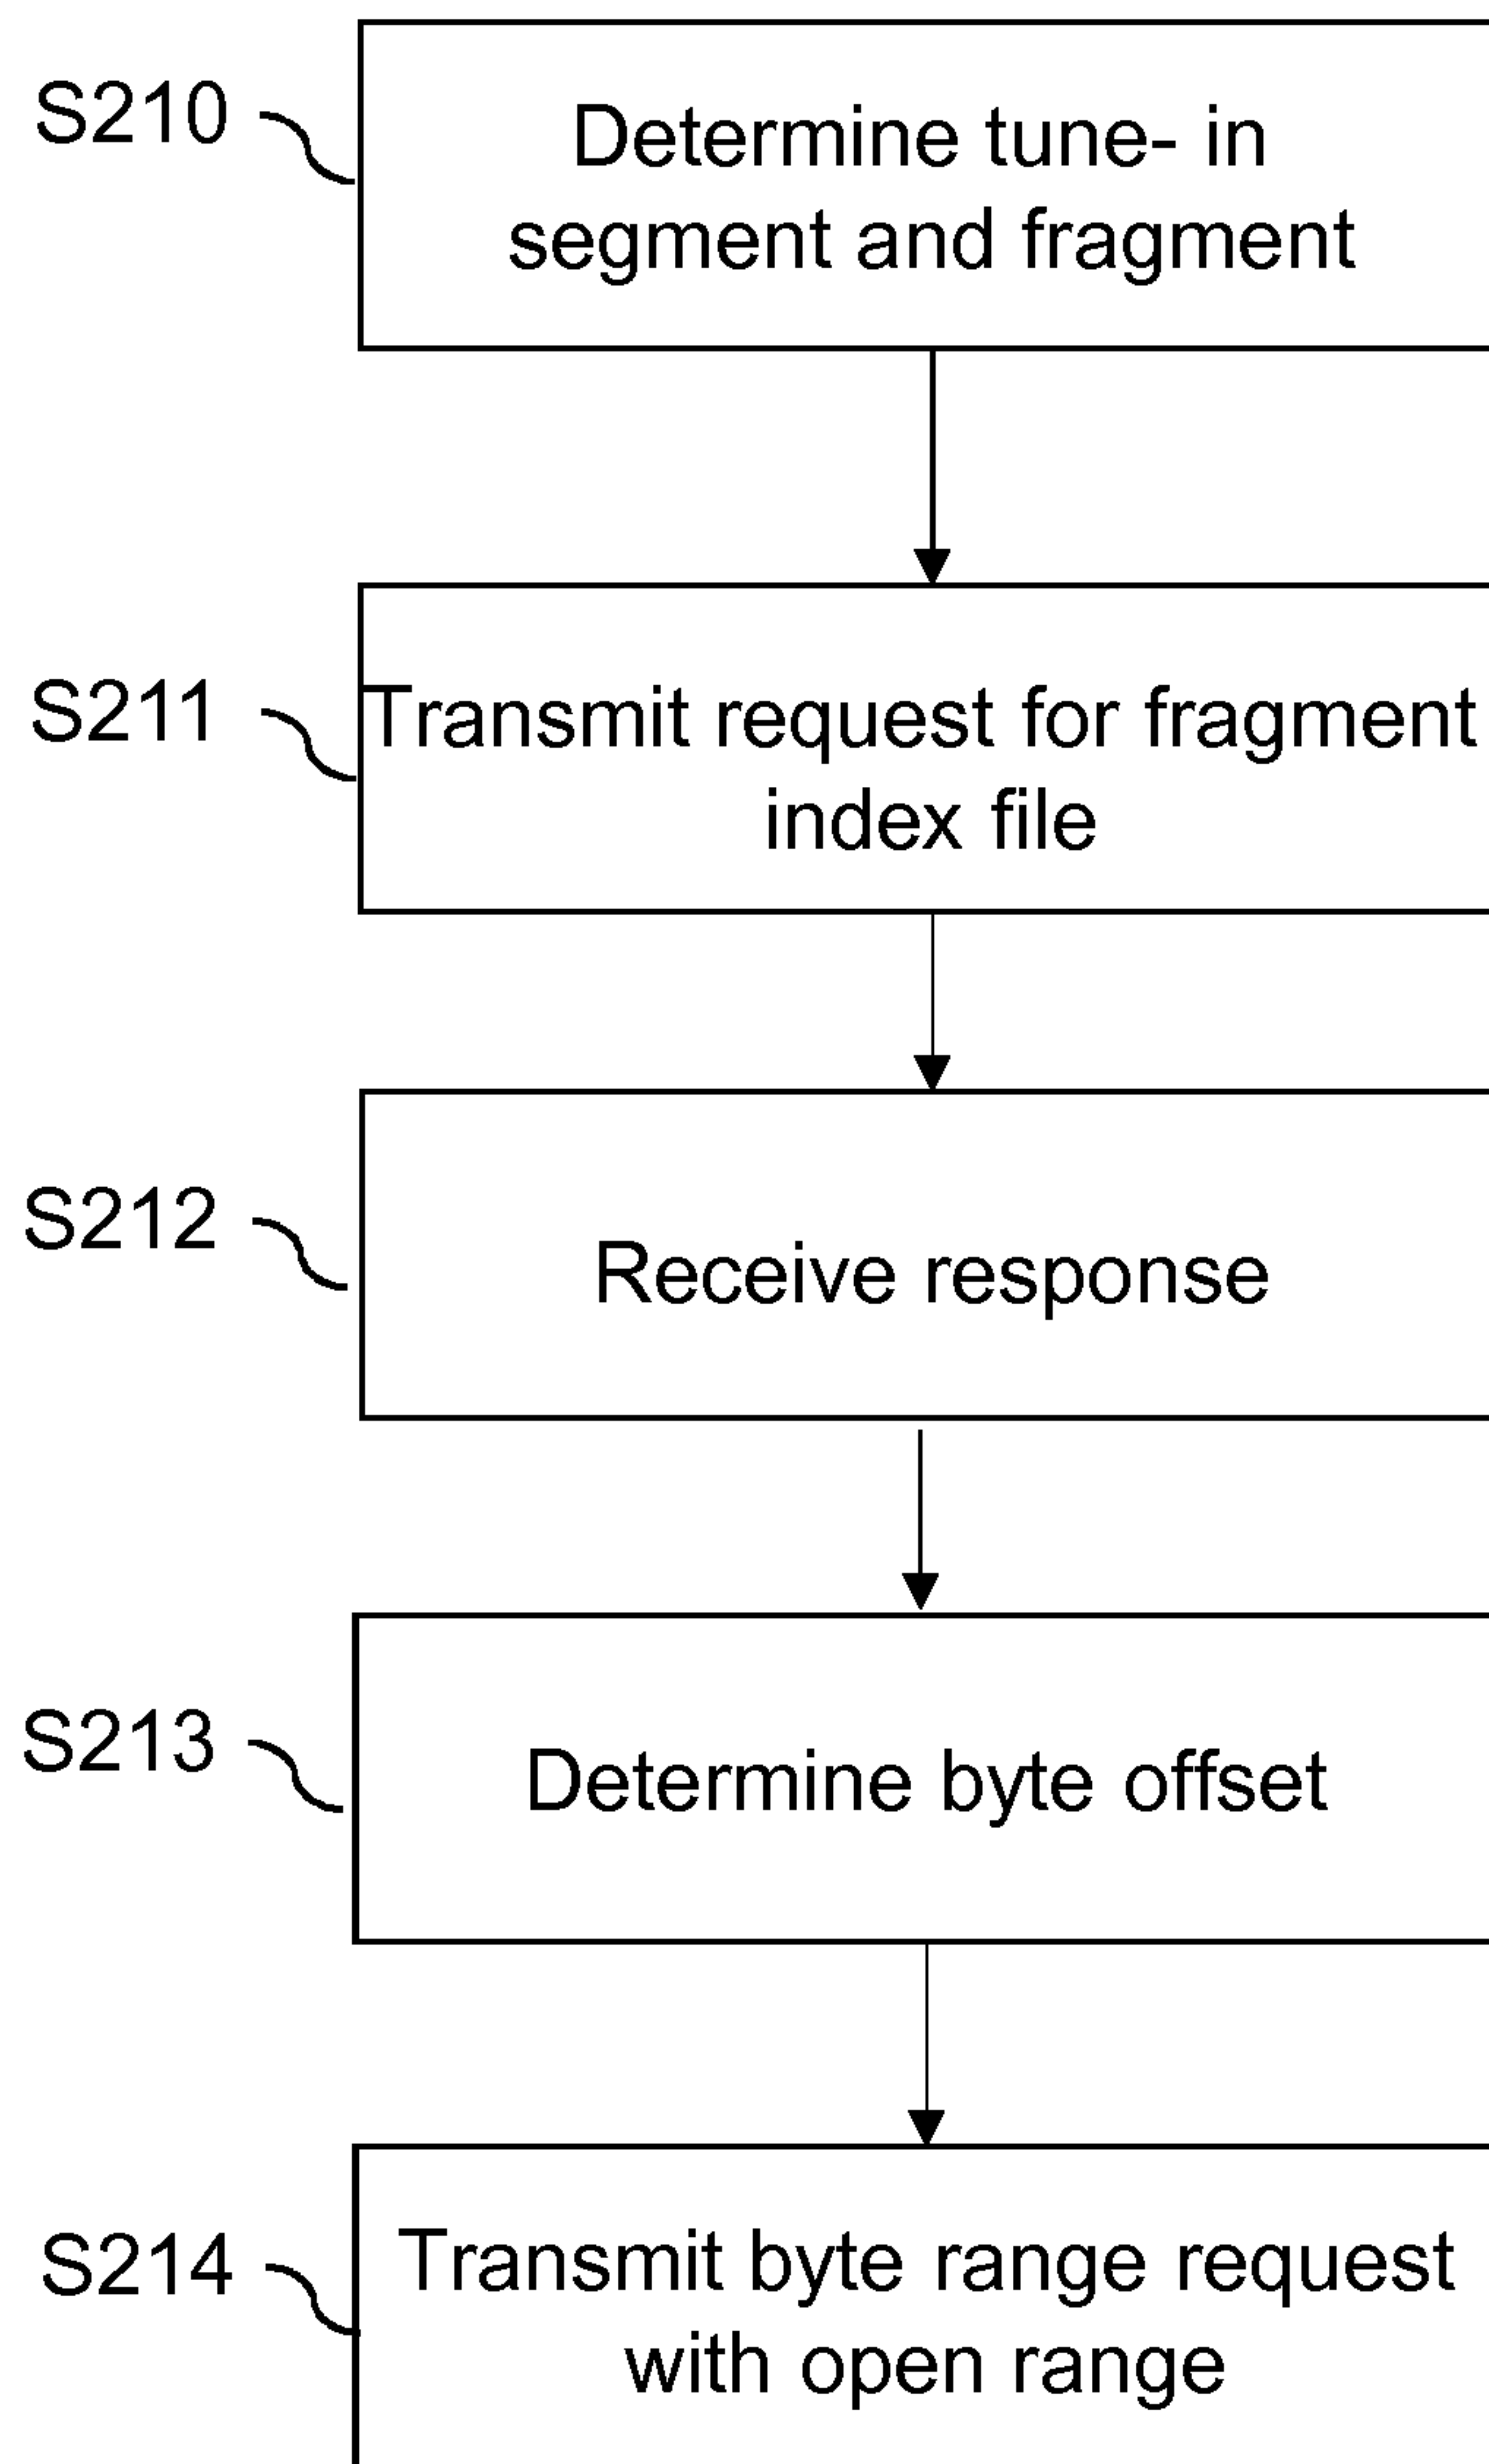 S210
Determine tune- in
segment and fragment
S211
Transmit request for fragment
index file
S212
Receive response
S213
Determine byte offset
S214
Transmit byte range request
with open range